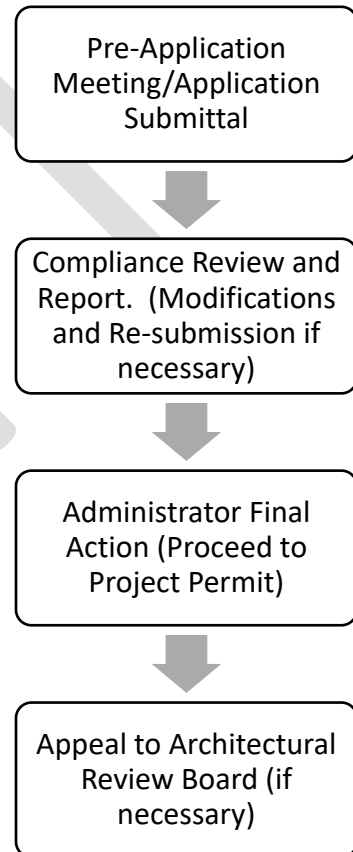 Pre-Application
Meeting/Application
Submittal
Compliance Review and
Report.  (Modifications
and Re-submission if
necessary)
Administrator Final
Action (Proceed to
Project Permit)
Appeal to Architectural
Review Board (if
necessary)